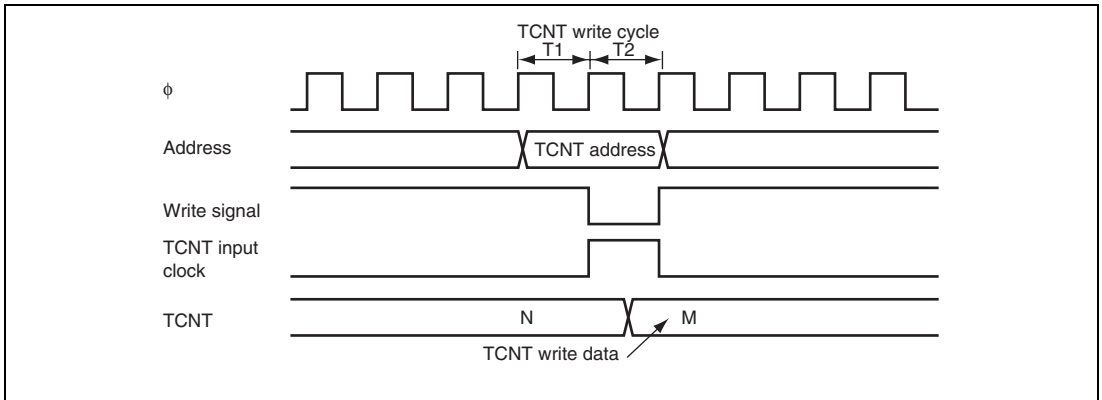 TCNT write cycle
T1 T2
ϕ
Address TCNT address
Write signal
TCNT input
clock
TCNT N M
TCNT write data